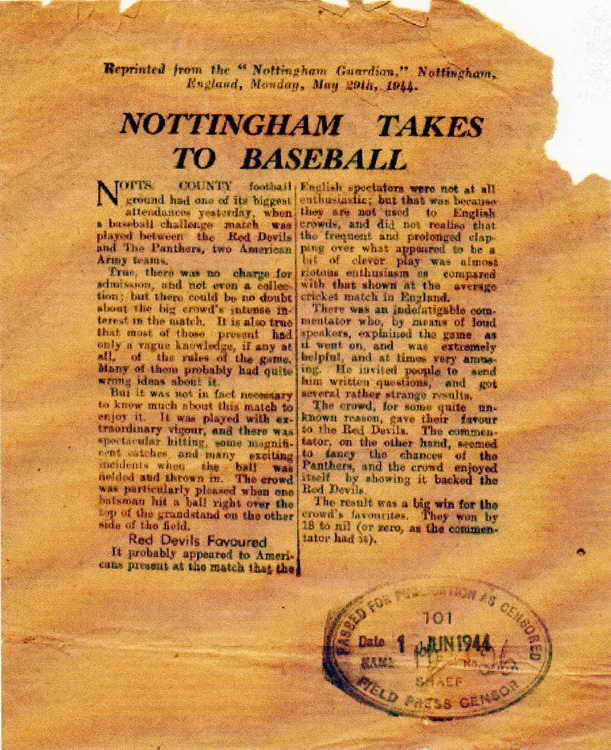 Reprinted from the "Nottingham Guardian," Nottingham,
England, Monday, May 29th, 1944.
NOTTINGHAM TAKES
TO BASEBALL
NOTTS. COUNTY football
ground had one of its biggest
attendances yesterday, when
a baseball challenge match was
played between the Red Devils
and The Panthers, two American
Army teams.
True, there was no charge for
admission, and not even a collec-
tion; but there could be no doubt
about the big crowd's intense in-
terest in the match. It is also true
that most of those present had
only a vague knowledge, if any at
all, of the rules of the game.
Many of them probably had quite
wrong ideas about it.
But it was not in fact necessary
to know much about this match to
enjoy it. It was played with ex-
traordinary vigour, and there was
spectacular hitting, some magnifi-
cent catches and many exciting
incidents when the ball was
fielded and thrown in. The crowd
was particularly pleased when one
batsman hit a ball right over the
top of the grandstand on the other
side of the field.
Red Devils Favoured
It probably appeared to Ameri-
cans present at the match that the
English spectators were not at all
enthusiastic; but that was because
they are not used to English
crowds, and did not realise that
the frequent and prolonged clap-
ping over what appeared to be a
bit of clever play was almost
riotous enthusiasm as compared
with that shown at the average
cricket match in England.
There was an indefatigable com-
mentator who, by means of loud
speakers, explained the game as
it went on, and was extremely
helpful, and at times very amus-
ing. He invited people to send
him written questions, and got
several rather strange results.
The crowd, for some quite un-
known reason, gave their favour
to the Red Devils. The commen-
tator, on the other hand, seemed
to fancy the chances of the
Panthers, and the crowd enjoyed
itself by showing it backed the
Red Devils.
The result was a big win for the
crowd's favourites. They won by
18 to nil (or zero, as the commen-
tator had it).
PASSED FOR PUBLICATION AS CENSORED
101
Date 1 JUN 1944
NAME No.
SHAEF
FIELD PRESS CENSOR